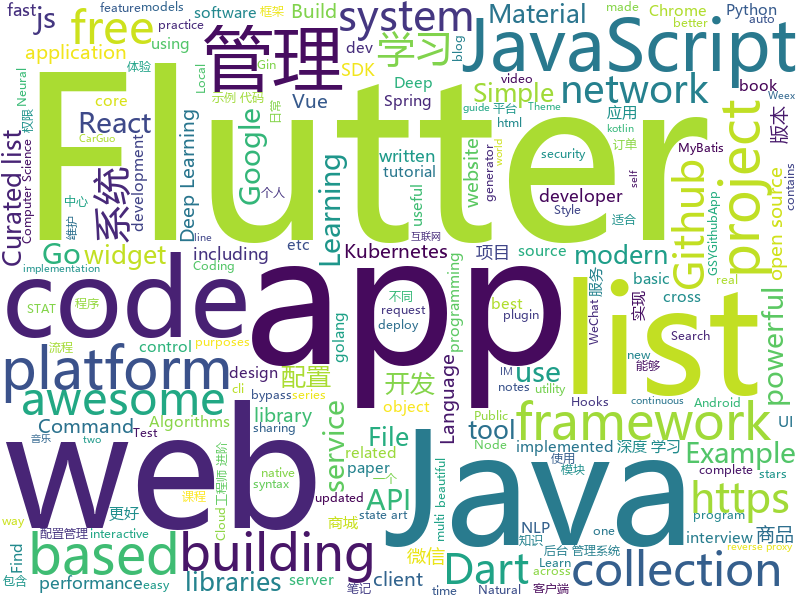 fast
featuremodels
software
框架
Build
system
Material
Chrome
Python
auto
js
free
practice
two
dev
管理
学习
JavaScript
blog
体验
application
using
SDK
Deep
better
video
book
Neural
权限
core
Local
Gin
示例 代码
日常
Simple
network
guide
平台
Theme
html
kotlin
应用
订单
版本
React
Vue
Spring
written
tutorial
generator
website
world
security
MyBatis
Curated list
Computer Science
CarGuo
Flutter
Deep Learning
Google
Learning
useful
developer
self
Style
适合
project
Github
open source
contains
development
系统
中心
维护
Go
widget
个人
including
etc
Kubernetes
互联网
source
项目
modern
basic
cross
GSYGithubApp
real
powerful
implementation
line
Coding
STAT
程序
golang
不同
request
deploy
programming
best
plugin
WeChat
服务
实现
code
app
list
Search
new
能够
platform
流程
purposes
control
配置
开发
cli
bypass
series
use
Hooks
continuous
Weex
web
awesome
design
IM
notes
utility
Android
UI
Command
library
service
object
Language
tool
framework
Public
Node
Algorithms
File
sharing
Test
implemented
深度 学习
Example
stars
related
paper
Java
native
syntax
complete
使用
模块
https
音乐
based
building
Cloud
工程师
进阶
课程
API
state art
multi
beautiful
updated
interview
program
way
更好
商城
NLP
知识
one
商品
配置管理
interactive
libraries
server
微信
client
Dart
collection
包含
Find
performance
easy
笔记
time
Natural
客户端
Learn
made
across
后台 管理系统
reverse proxy
一个